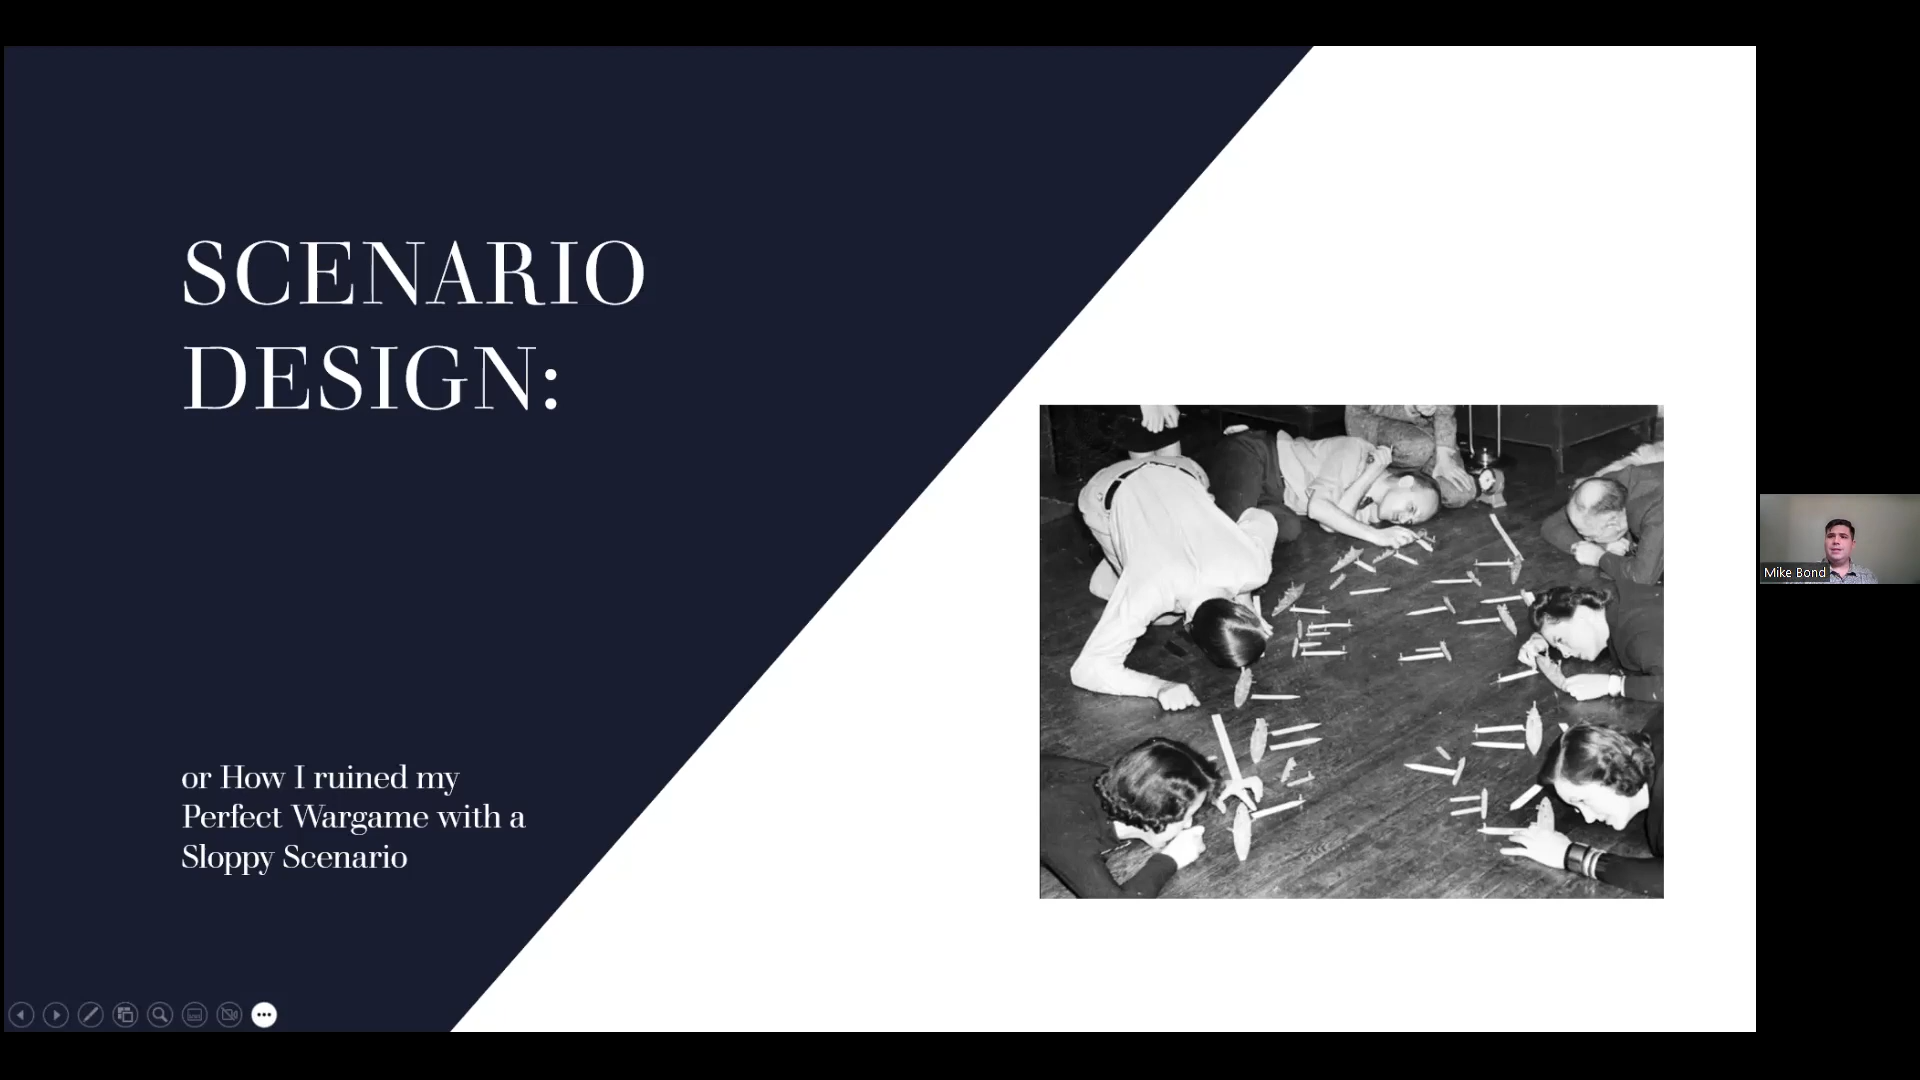 SCENARIO
DESIGN:
or How I ruined my
Perfect Wargame with a
Sloppy Scenario
Mike Bond